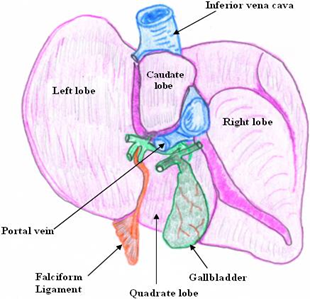 Inferior vena cava
Caudate
lobe
Left lobe
Right lobe
Portal vein
Falciform
Ligament
Quadrate lobe
Gallbladder